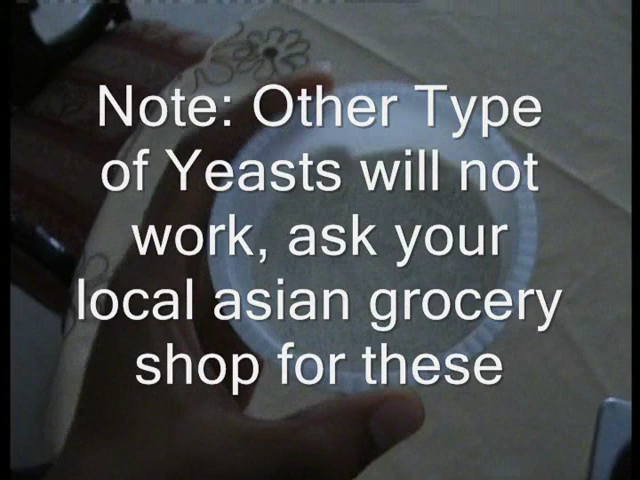 Note: Other Type
of Yeasts will not
work, ask your
local asian grocery
shop for these